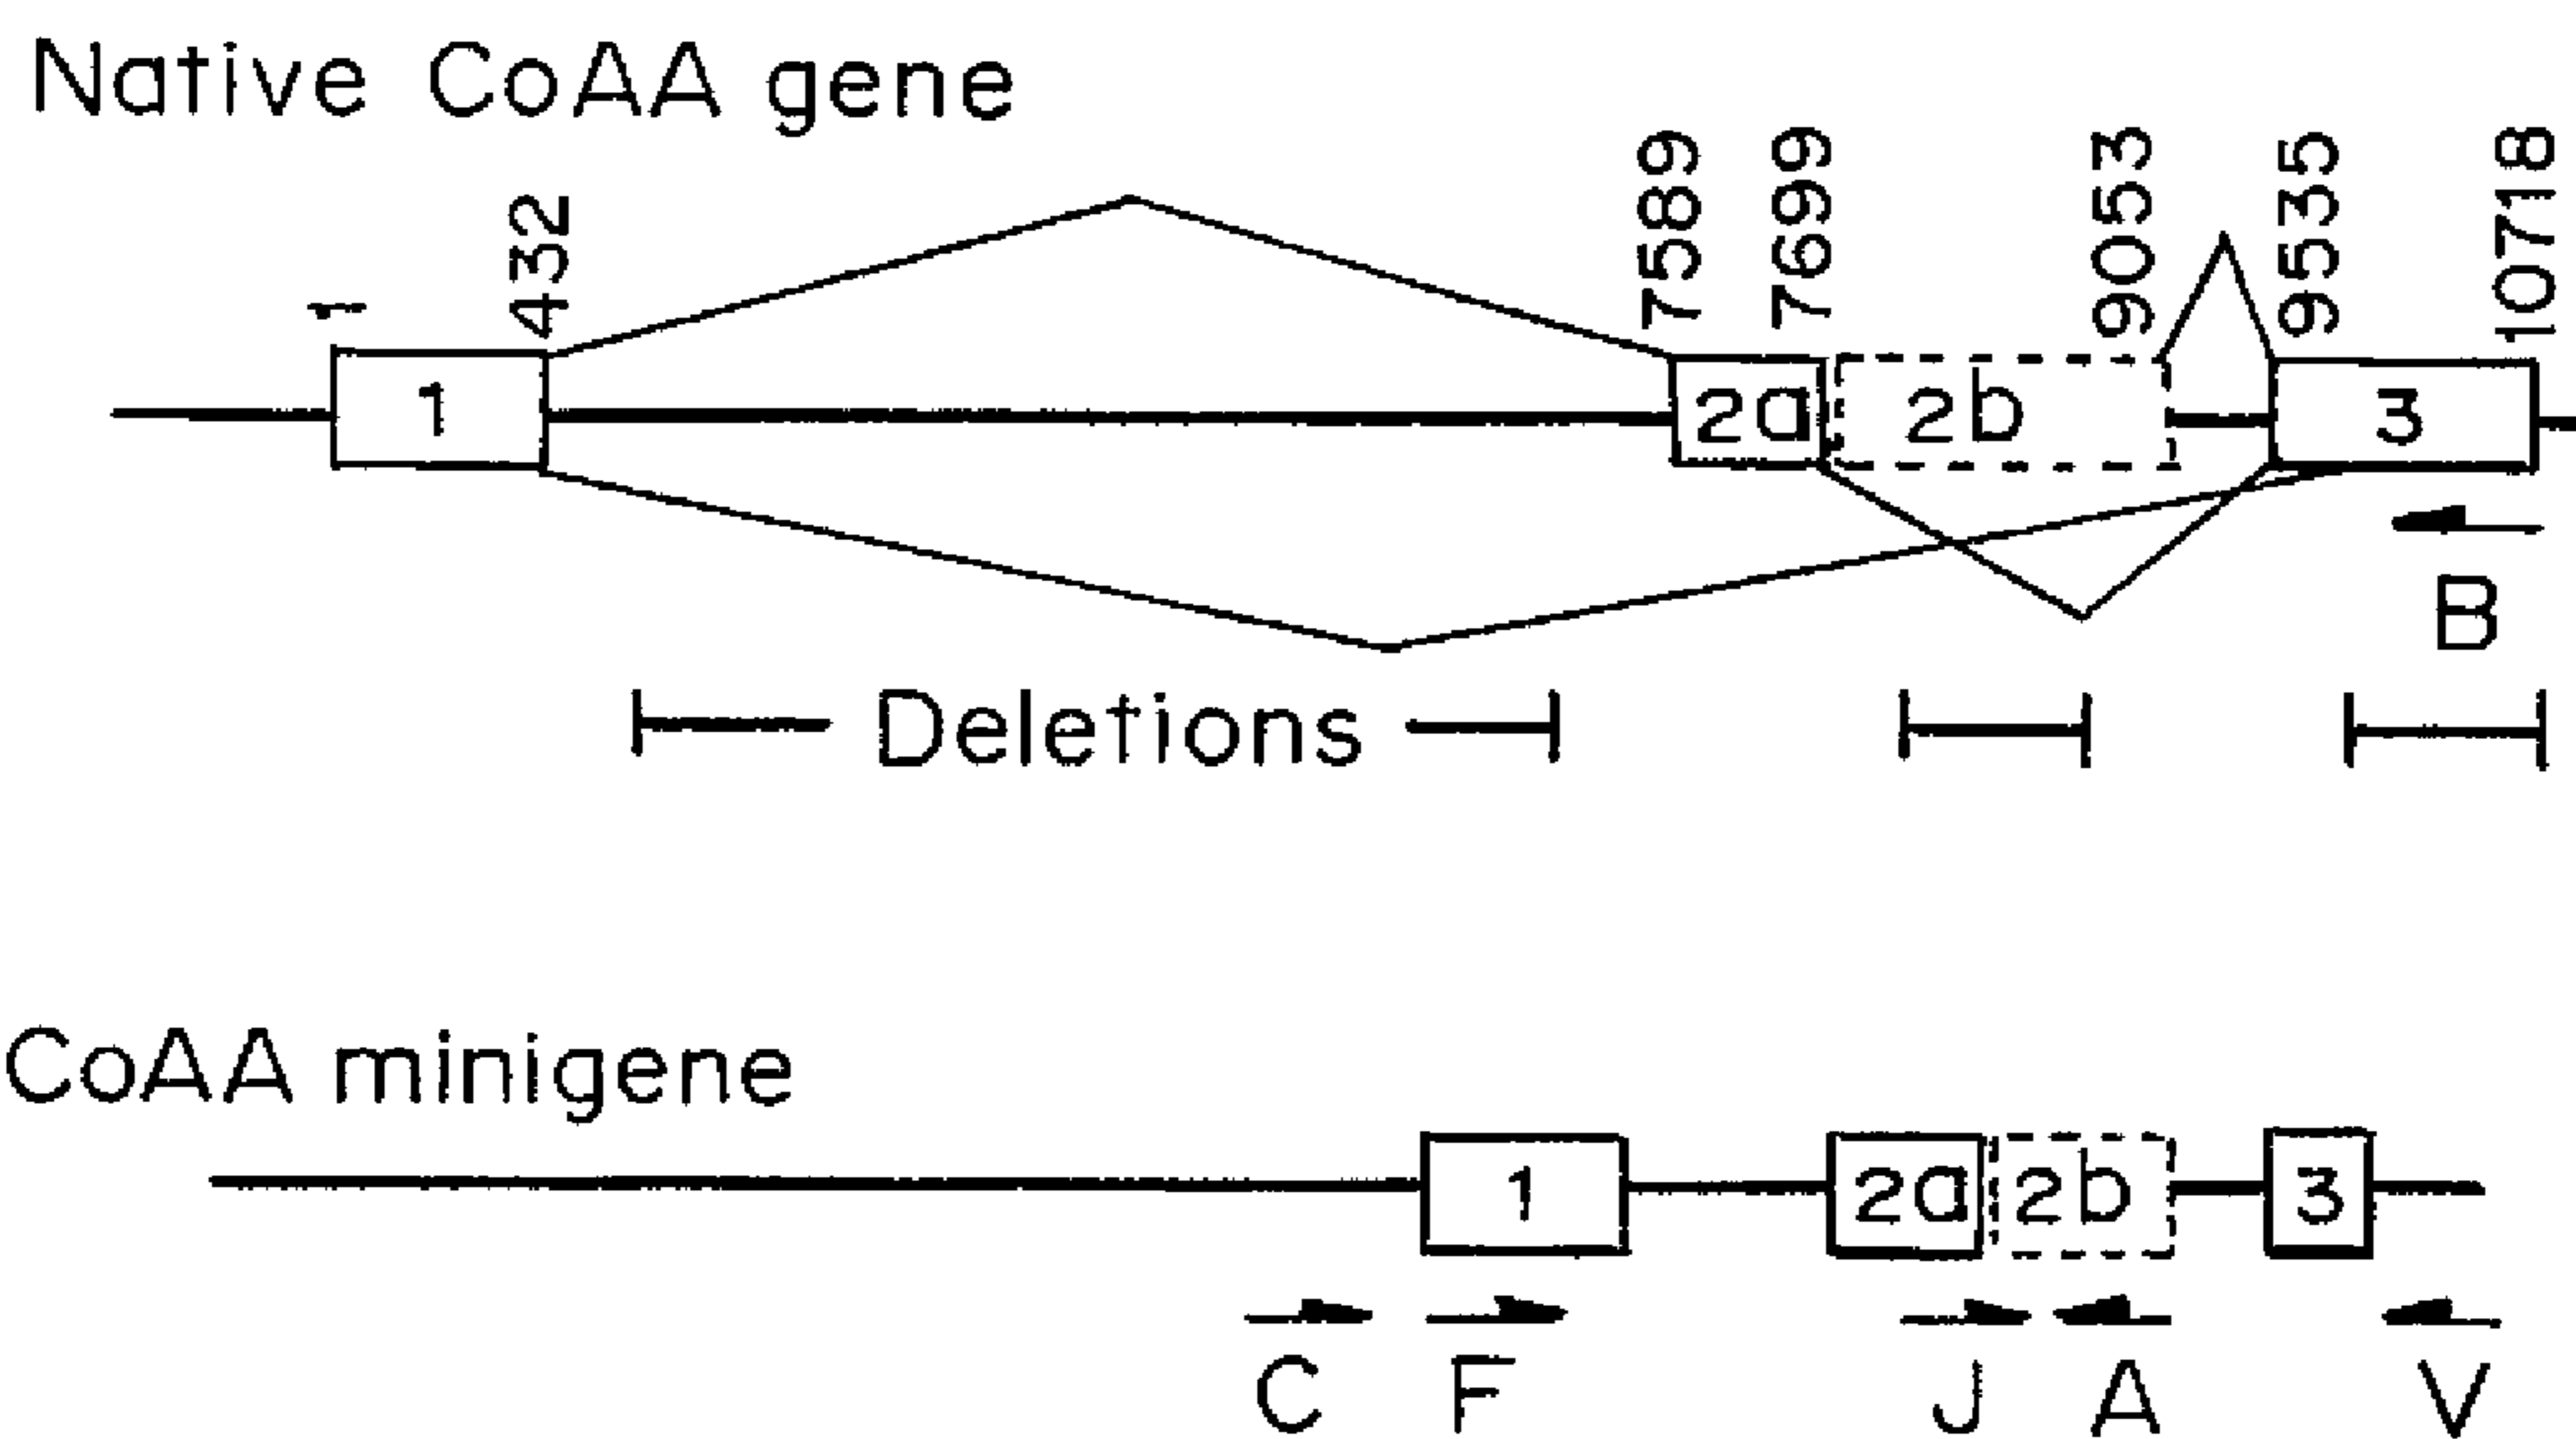 Native CoAA gene
1 432 7589 7699 9053 9535 10718
1 2a 2b 3
B
Deletions
CoAA minigene
1 2a 2b 3
C F J A V